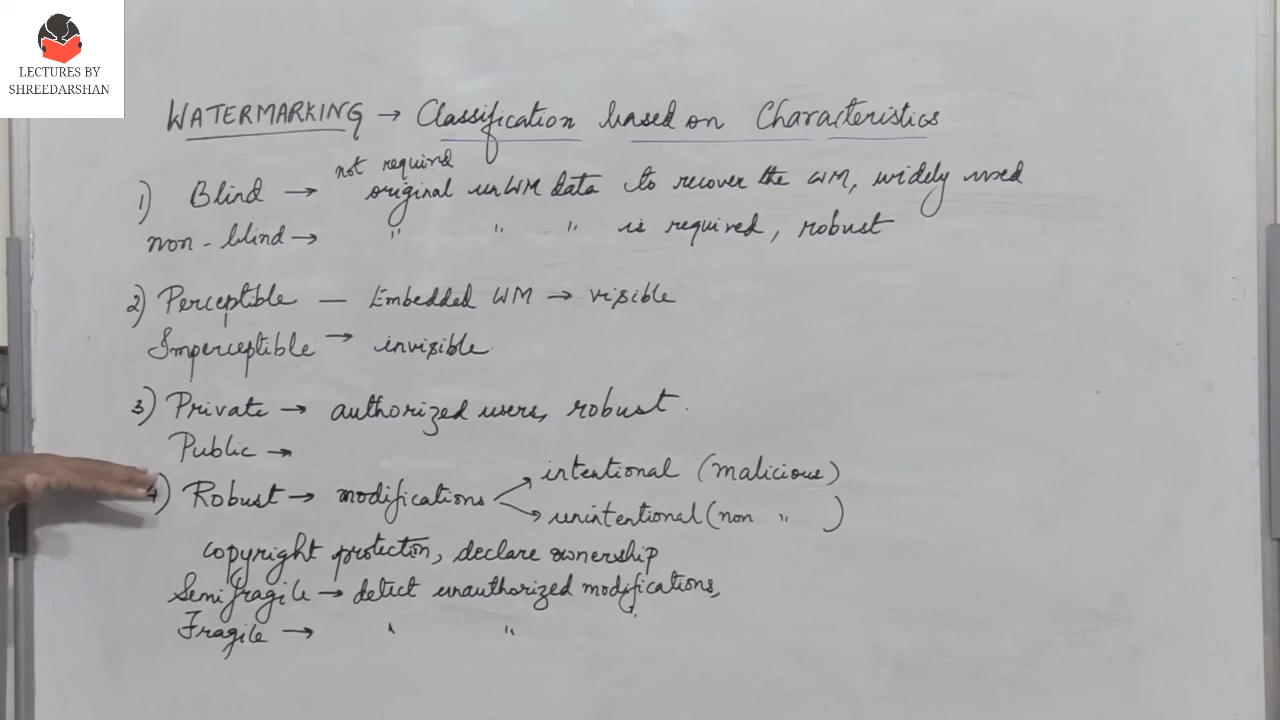 LECTURES BY
SHREEDARSHAN
WATERMARKING → Classification based on Characteristics
not required
1) Blind → original unWM data to recover the WM, widely used
non-blind → " " " is required, robust
2) Perceptible — Embedded WM → visible
Imperceptible → invisible
3) Private → authorized users, robust.
Public →
4) Robust → modifications → intentional (malicious)
→ unintentional (non " )
copyright protection, declare ownership
Semifragile → detect unauthorized modifications,
Fragile → " "